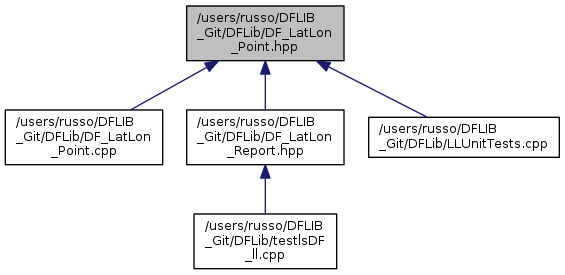 /users/russo/DFLIB
_Git/DFLib/DF_LatLon
_Point.hpp
/users/russo/DFLIB
_Git/DFLib/DF_LatLon
_Point.cpp
/users/russo/DFLIB
_Git/DFLib/DF_LatLon
_Report.hpp
/users/russo/DFLIB
_Git/DFLib/LLUnitTests.cpp
/users/russo/DFLIB
_Git/DFLib/testlsDF
_ll.cpp